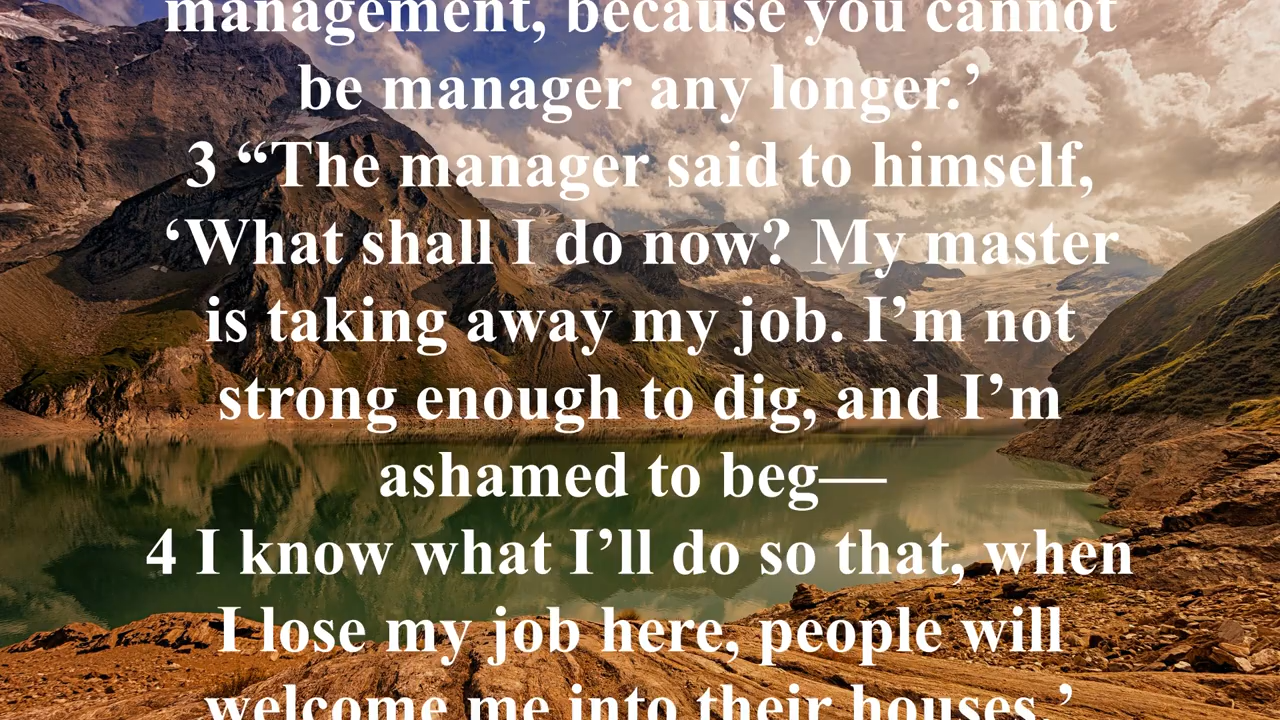 management, because you cannot
be manager any longer.’
3 “The manager said to himself,
‘What shall I do now? My master
is taking away my job. I’m not
strong enough to dig, and I’m
ashamed to beg—
4 I know what I’ll do so that, when
I lose my job here, people will
welcome me into their houses.’